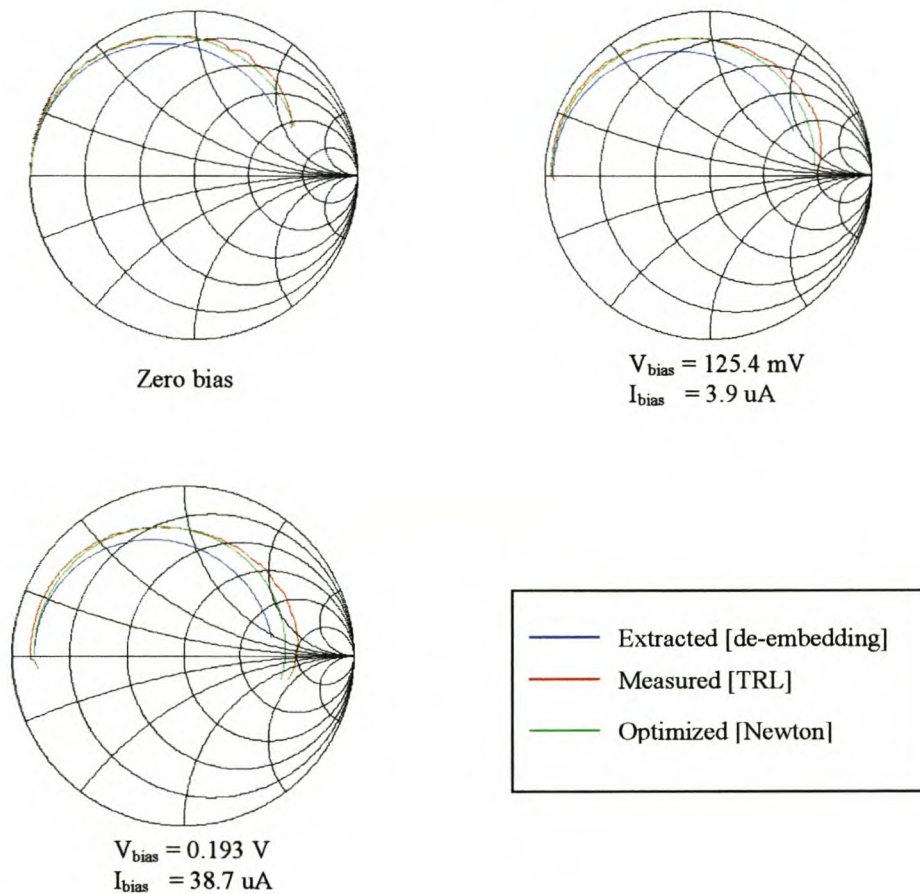 Zero bias
V_bias = 125.4 mV
I_bias = 3.9 uA
V_bias = 0.193 V
I_bias = 38.7 uA
Extracted [de-embedding]
Measured [TRL]
Optimized [Newton]